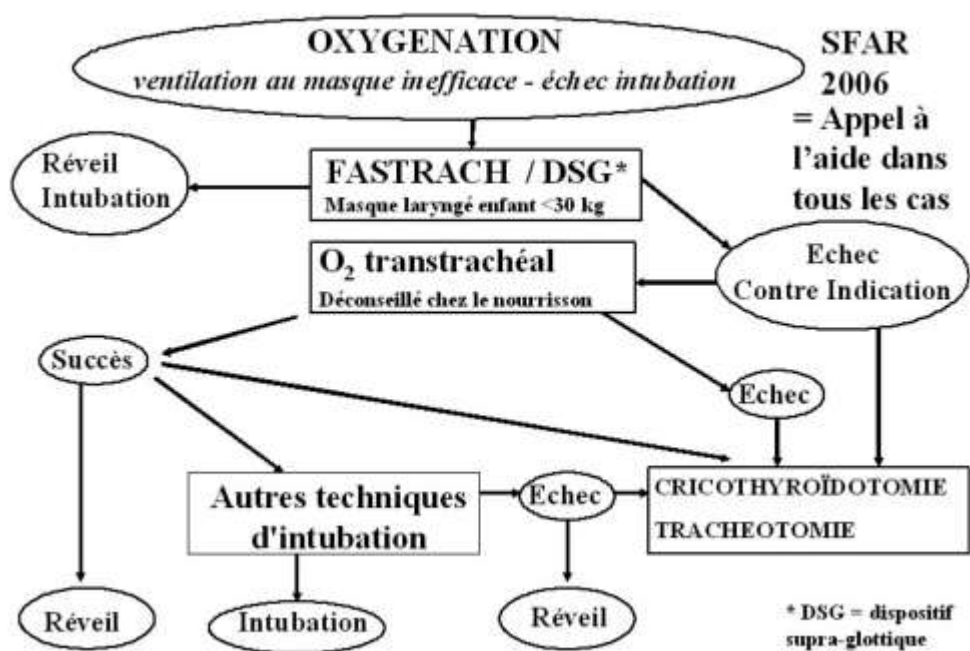 OXYGENATION
ventilation au masque inefficace - échec intubation
SFAR
2006
= Appel à
l'aide dans
tous les cas
Réveil
Intubation
FASTRACH / DSG*
Masque laryngé enfant <30 kg
Echec
Contre Indication
O₂ transtrachéal
Déconseillé chez le nourrisson
Succès
Echec
Autres techniques
d'intubation
Echec
CRICOTHYROÏDOTOMIE
TRACHEOTOMIE
Réveil
Intubation
Réveil
* DSG = dispositif
supra-glottique